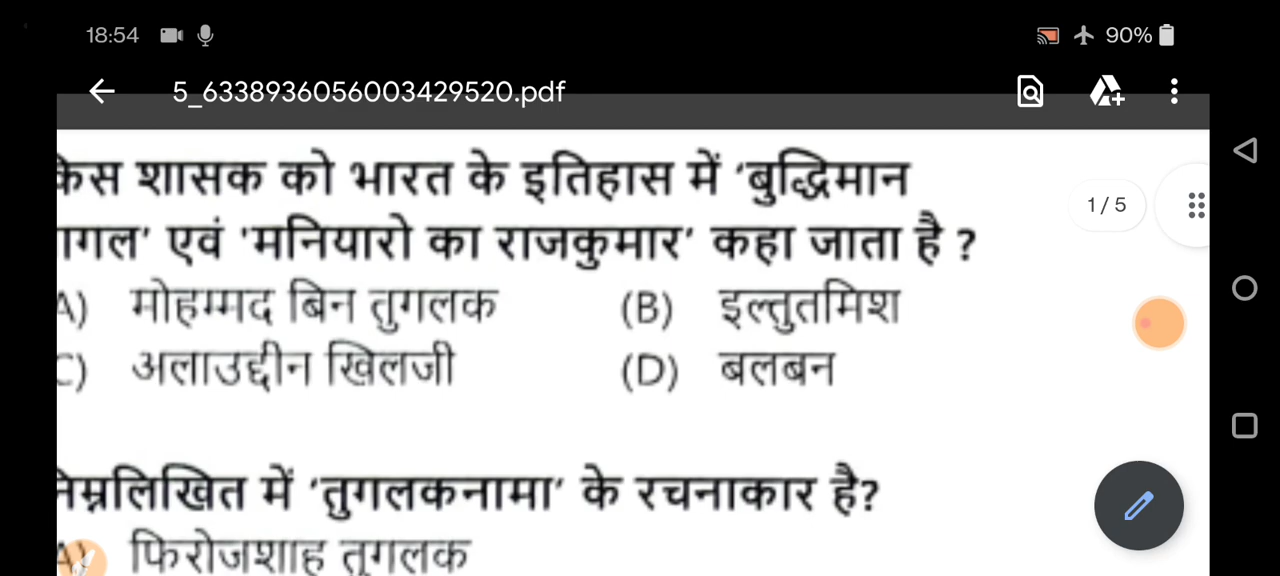 18:54 90%
5_6338936056003429520.pdf
केस शासक को भारत के इतिहास में ‘बुद्धिमान
1 / 5
ागल’ एवं 'मनियारो का राजकुमार’ कहा जाता है ?
A) मोहम्मद बिन तुगलक (B) इल्तुतमिश
C) अलाउद्दीन खिलजी (D) बलबन
नेम्नलिखित में ‘तुगलकनामा’ के रचनाकार है?
A) फिरोजशाह तुगलक